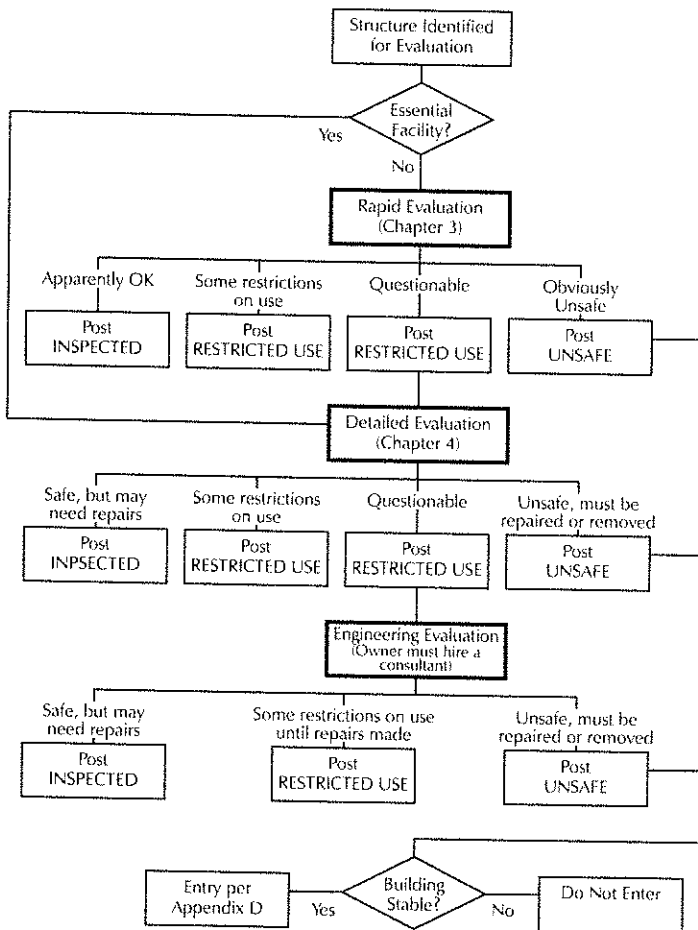 Structure Identified
for Evaluation
Essential
Facility?
Yes
No
Rapid Evaluation
(Chapter 3)
Apparently OK
Some restrictions
on use
Questionable
Obviously
Unsafe
Post
INSPECTED
Post
RESTRICTED USE
Post
RESTRICTED USE
Post
UNSAFE
Detailed Evaluation
(Chapter 4)
Safe, but may
need repairs
Some restrictions
on use
Questionable
Unsafe, must be
repaired or removed
Post
INPSECTED
Post
RESTRICTED USE
Post
RESTRICTED USE
Post
UNSAFE
Engineering Evaluation
(Owner must hire a
consultant)
Safe, but may
need repairs
Some restrictions on use
until repairs made
Unsafe, must be
repaired or removed
Post
INSPECTED
Post
RESTRICTED USE
Post
UNSAFE
Building
Stable?
Entry per
Appendix D
Yes
No
Do Not Enter